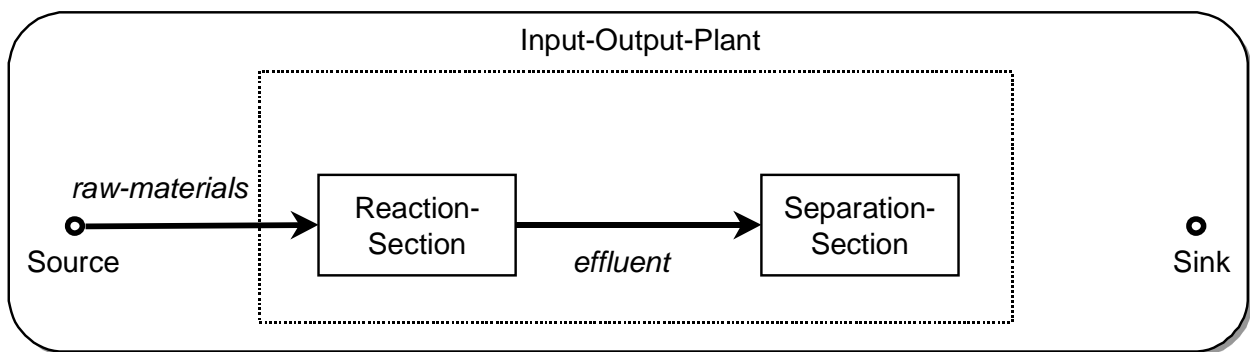 Input-Output-Plant
raw-materials
Reaction-
Section
Separation-
Section
Source
effluent
Sink